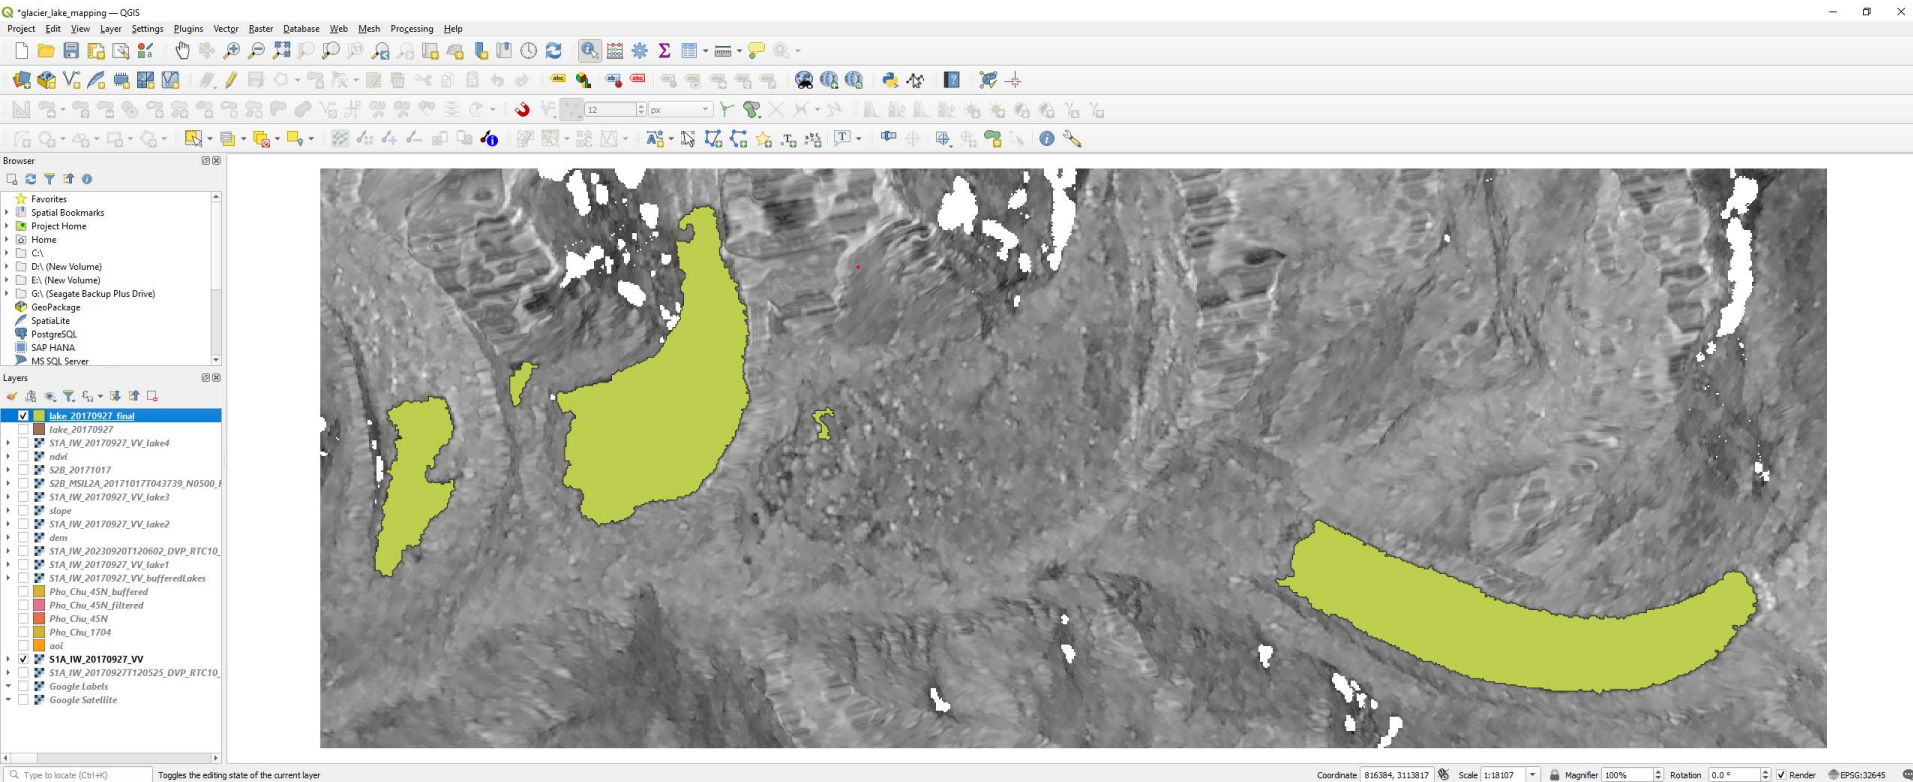 *glacier_lake_mapping — QGIS
Project Edit View Layer Settings Plugins Vector Raster Database Web Mesh Processing Help
12 px
Browser
Favorites
Spatial Bookmarks
Project Home
Home
C:\
D:\ (New Volume)
E:\ (New Volume)
G:\ (Seagate Backup Plus Drive)
GeoPackage
SpatiaLite
PostgreSQL
SAP HANA
MS SQL Server
Layers
lake_20170927_final
lake_20170927
S1A_IW_20170927_VV_lake4
ndvi
S2B_20171017
S2B_MSIL2A_20171017T043739_N0500_
S1A_IW_20170927_VV_lake3
slope
S1A_IW_20170927_VV_lake2
dem
S1A_IW_20230920T120602_DVP_RTC10_
S1A_IW_20170927_VV_lake1
S1A_IW_20170927_VV_bufferedLakes
Pho_Chu_45N_buffered
Pho_Chu_45N_filtered
Pho_Chu_45N
Pho_Chu_1704
aoi
S1A_IW_20170927_VV
S1A_IW_20170927T120525_DVP_RTC10_
Google Labels
Google Satellite
Type to locate (Ctrl+K) Toggles the editing state of the current layer Coordinate 816384, 3113817 Scale 1:18107 Magnifier 100% Rotation 0.0 ° Render EPSG:32645